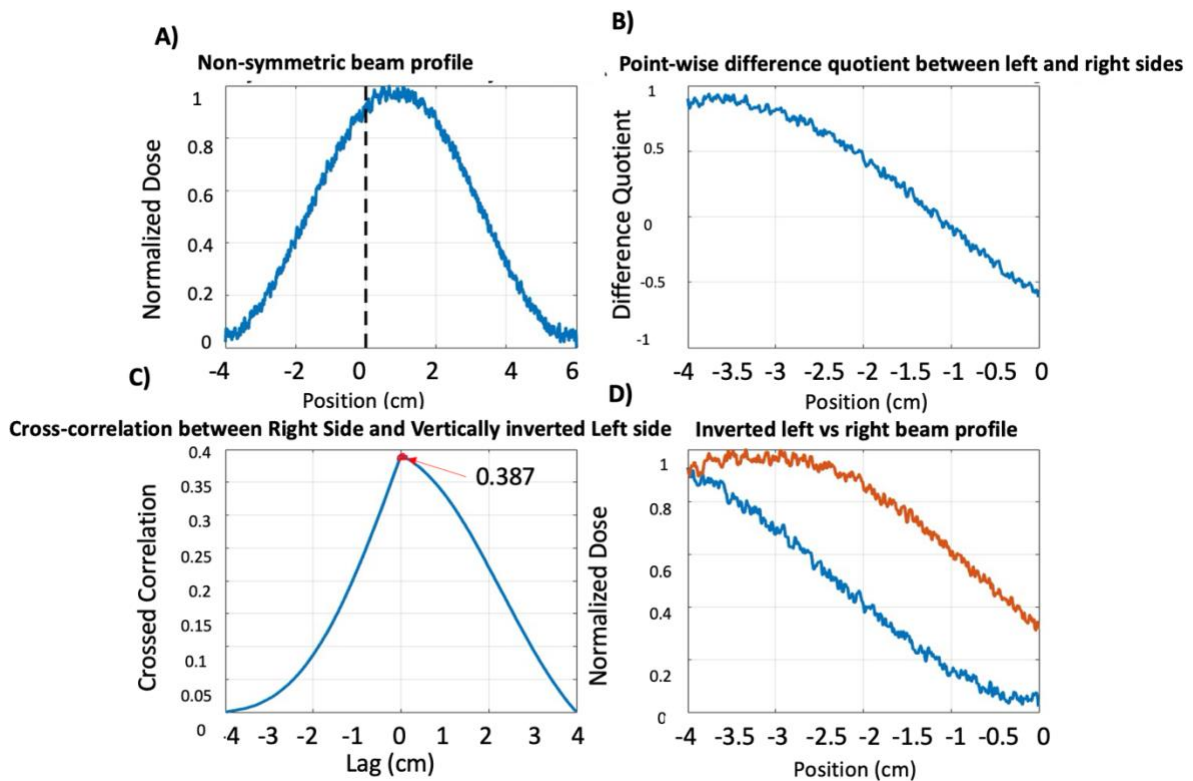 A)
Non-symmetric beam profile
Normalized Dose
1
0.8
0.6
0.4
0.2
0
-4 -2 0 2 4 6
Position (cm)
B)
Point-wise difference quotient between left and right sides
Difference Quotient
1
0.5
0
-0.5
-1
-4 -3.5 -3 -2.5 -2 -1.5 -1 -0.5 0
Position (cm)
C)
Cross-correlation between Right Side and Vertically inverted Left side
Crossed Correlation
0.4
0.35
0.3
0.25
0.2
0.15
0.1
0.05
0
0.387
-4 -3 -2 -1 0 1 2 3 4
Lag (cm)
D)
Inverted left vs right beam profile
Normalized Dose
1
0.8
0.6
0.4
0.2
0
-4 -3.5 -3 -2.5 -2 -1.5 -1 -0.5 0
Position (cm)